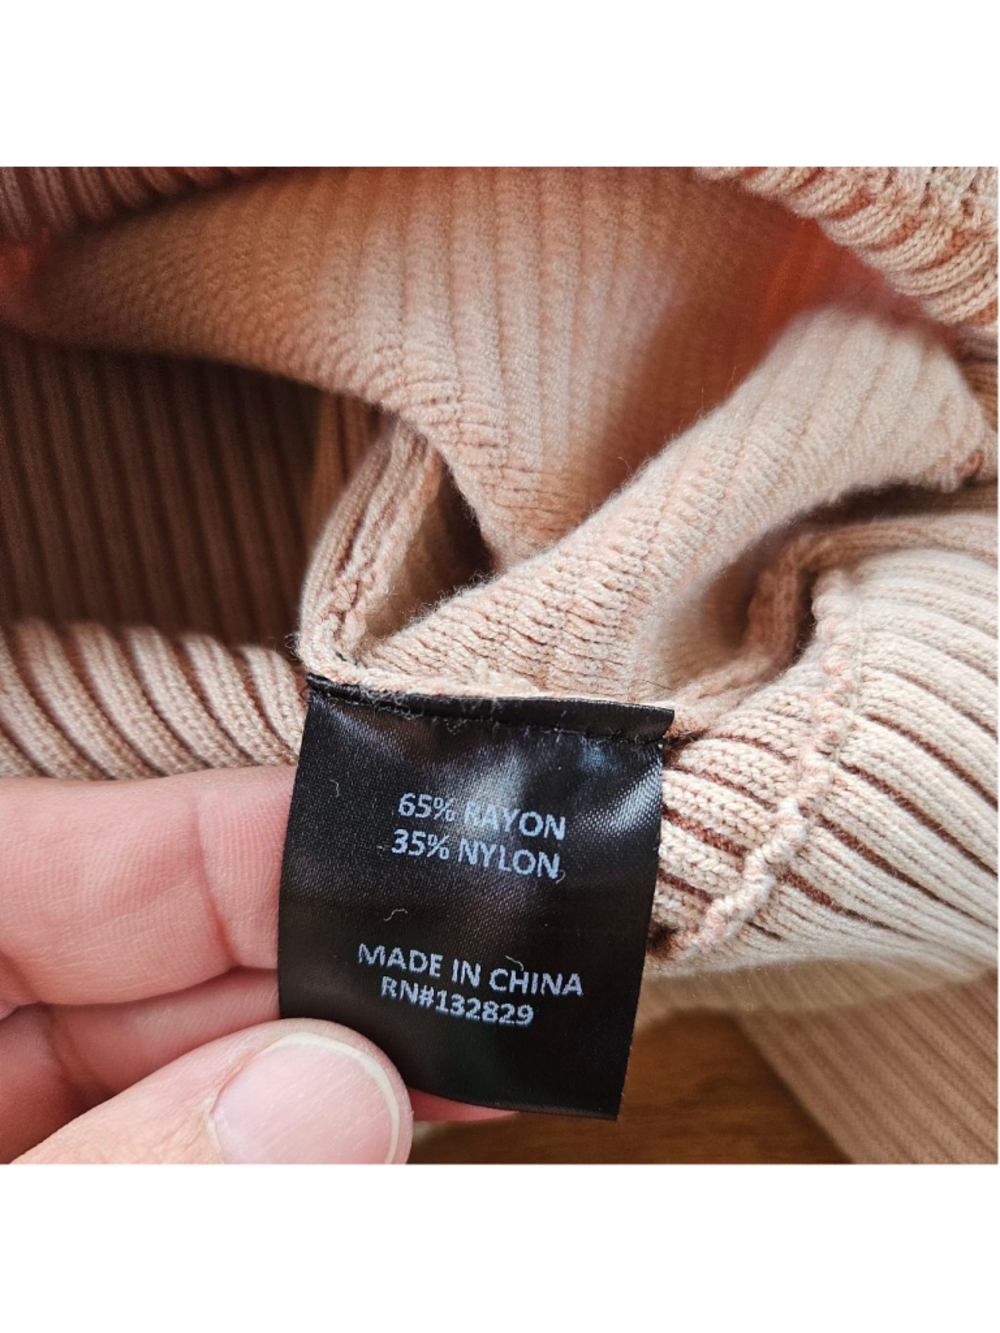 65% RAYON
35% NYLON
MADE IN CHINA
RN#132829